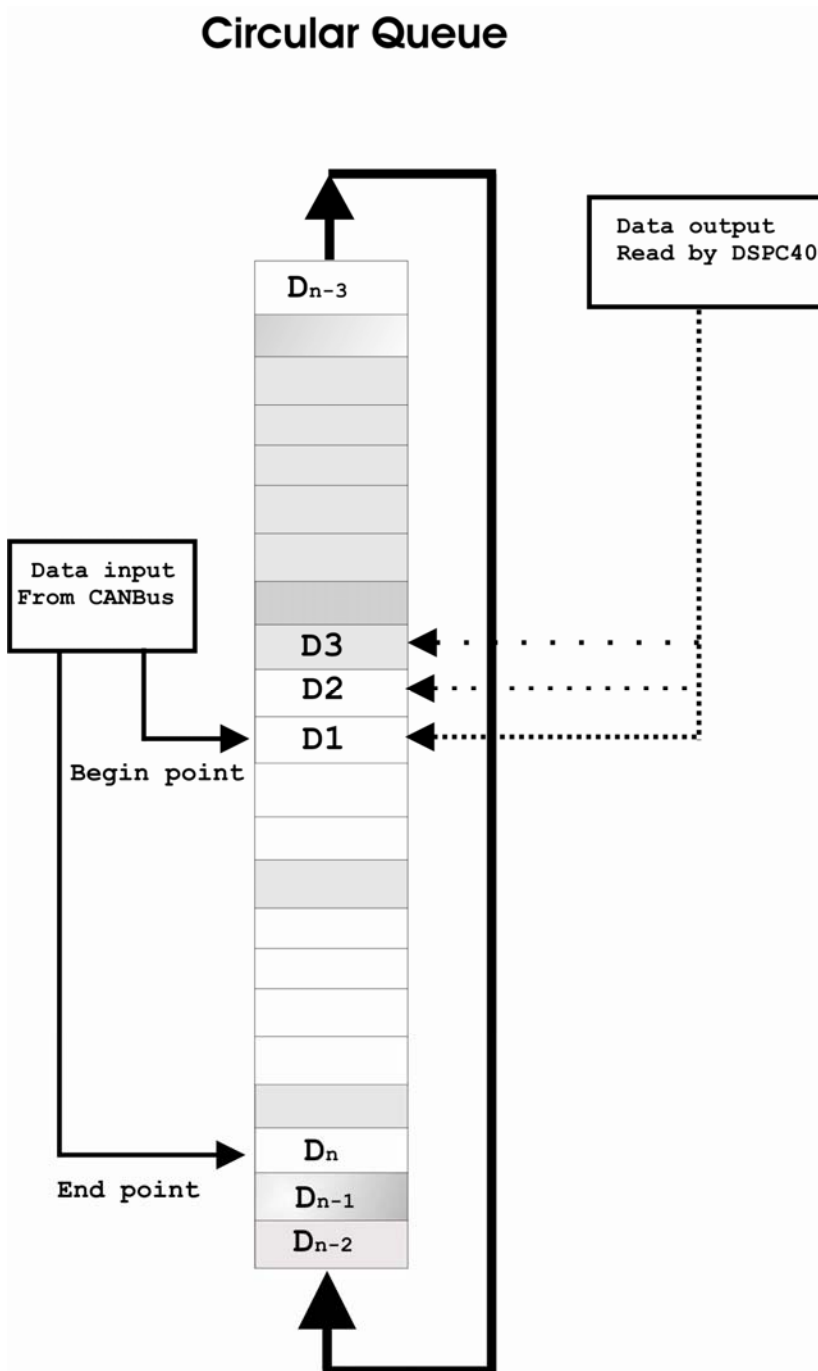 Circular Queue
Data output
Read by DSPC40
Dn-3
Data input
From CANBus
D3
D2
D1
Begin point
Dn
End point
Dn-1
Dn-2